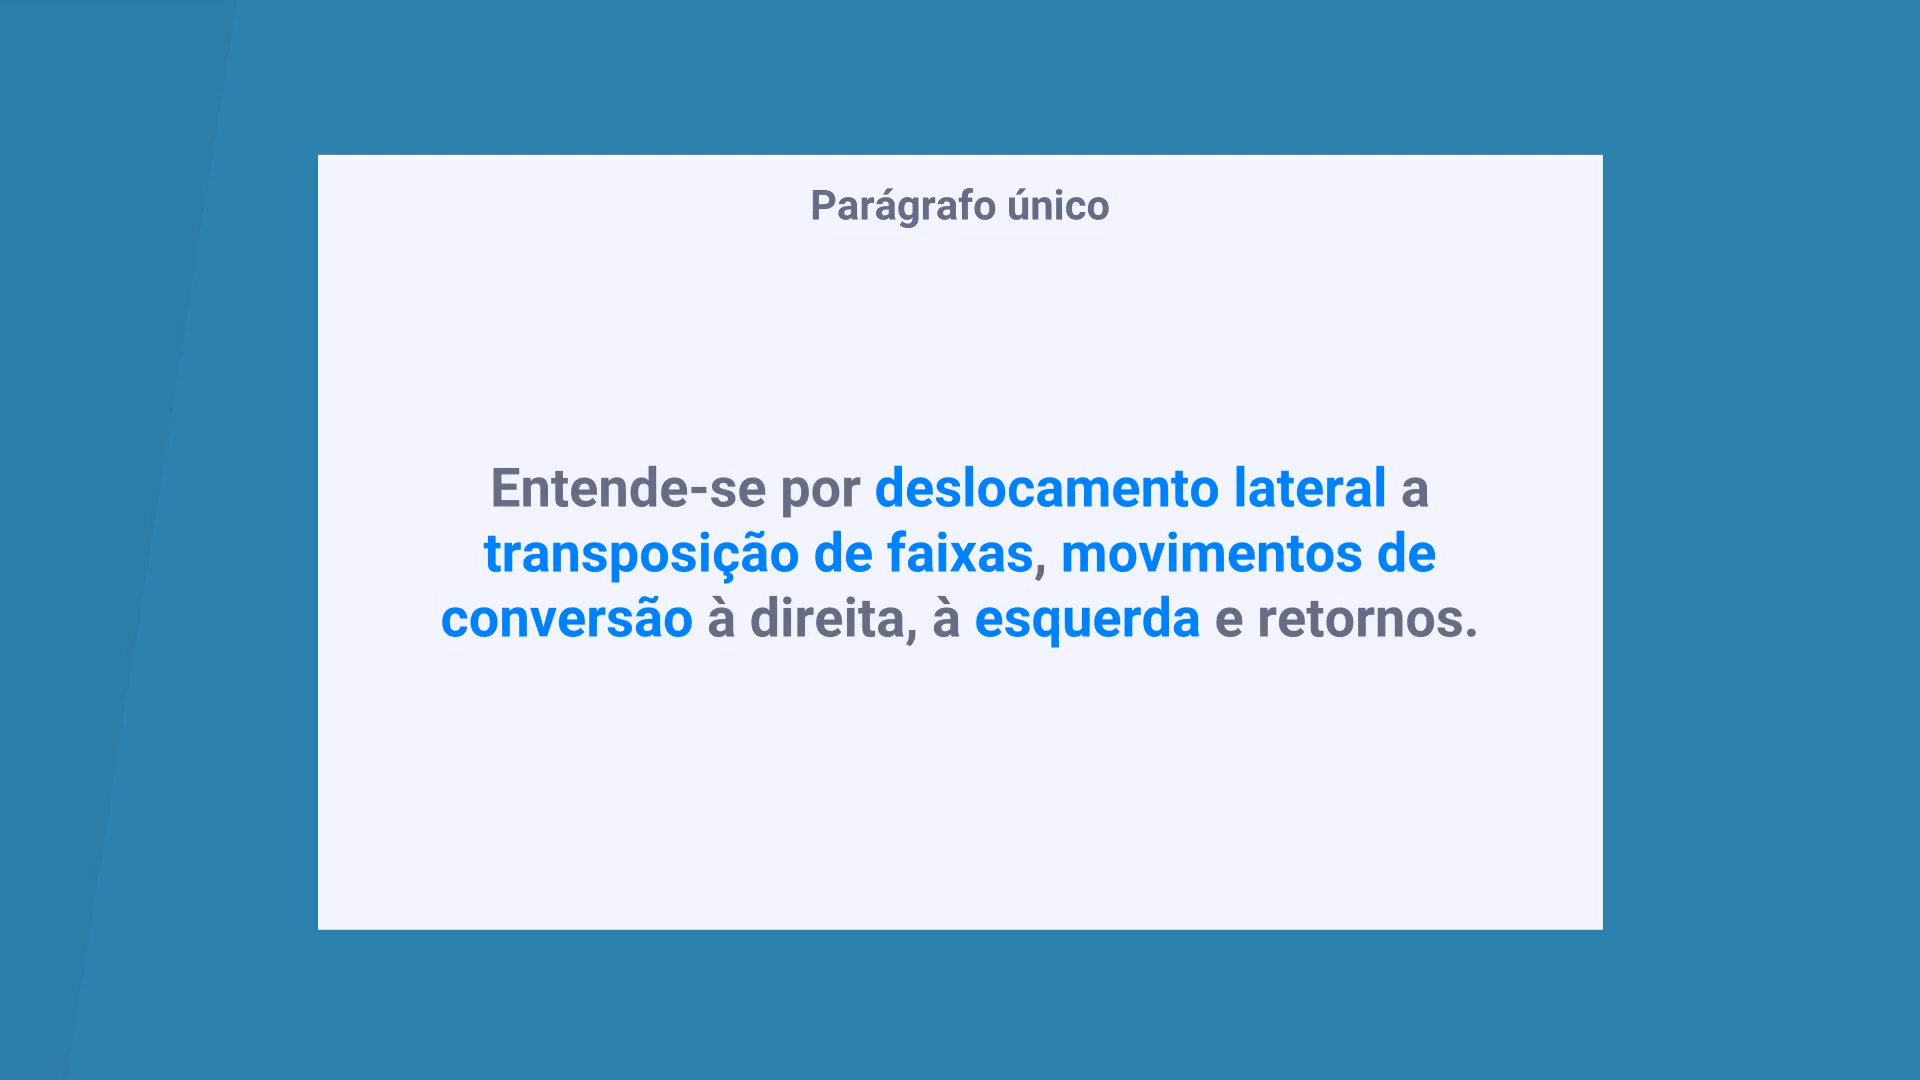 Parágrafo único
Entende-se por deslocamento lateral a
transposição de faixas, movimentos de
conversão à direita, à esquerda e retornos.